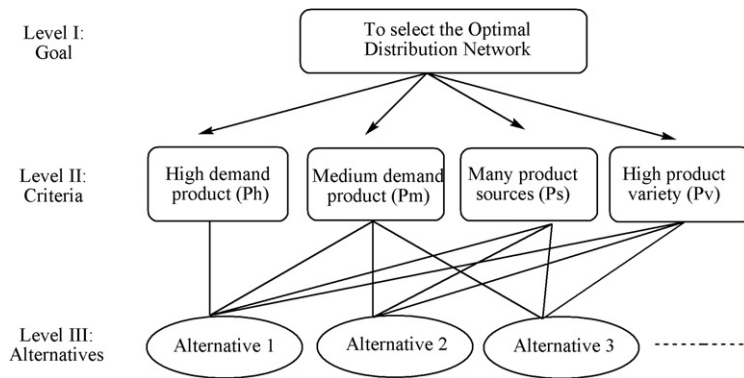 Level I:
Goal
To select the Optimal
Distribution Network
Level II:
Criteria
High demand
product (Ph)
Medium demand
product (Pm)
Many product
sources (Ps)
High product
variety (Pv)
Level III:
Alternatives
Alternative 1
Alternative 2
Alternative 3